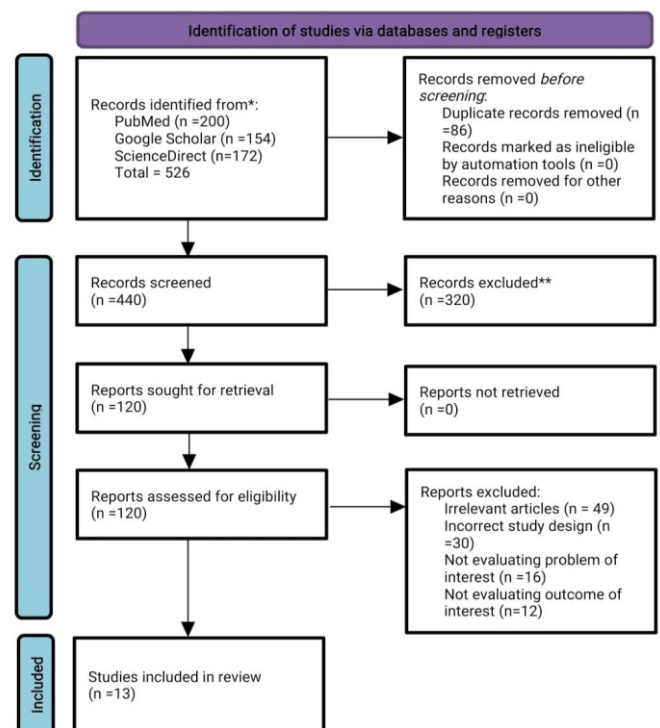 Identification of studies via databases and registers
Identification
Records identified from*:
PubMed (n =200)
Google Scholar (n =154)
ScienceDirect (n=172)
Total = 526
Records removed before
screening:
Duplicate records removed (n
=86)
Records marked as ineligible
by automation tools (n =0)
Records removed for other
reasons (n =0)
Screening
Records screened
(n =440)
Records excluded**
(n =320)
Reports sought for retrieval
(n =120)
Reports not retrieved
(n =0)
Reports assessed for eligibility
(n =120)
Reports excluded:
Irrelevant articles (n = 49)
Incorrect study design (n
=30)
Not evaluating problem of
interest (n =16)
Not evaluating outcome of
interest (n=12)
Included
Studies included in review
(n =13)